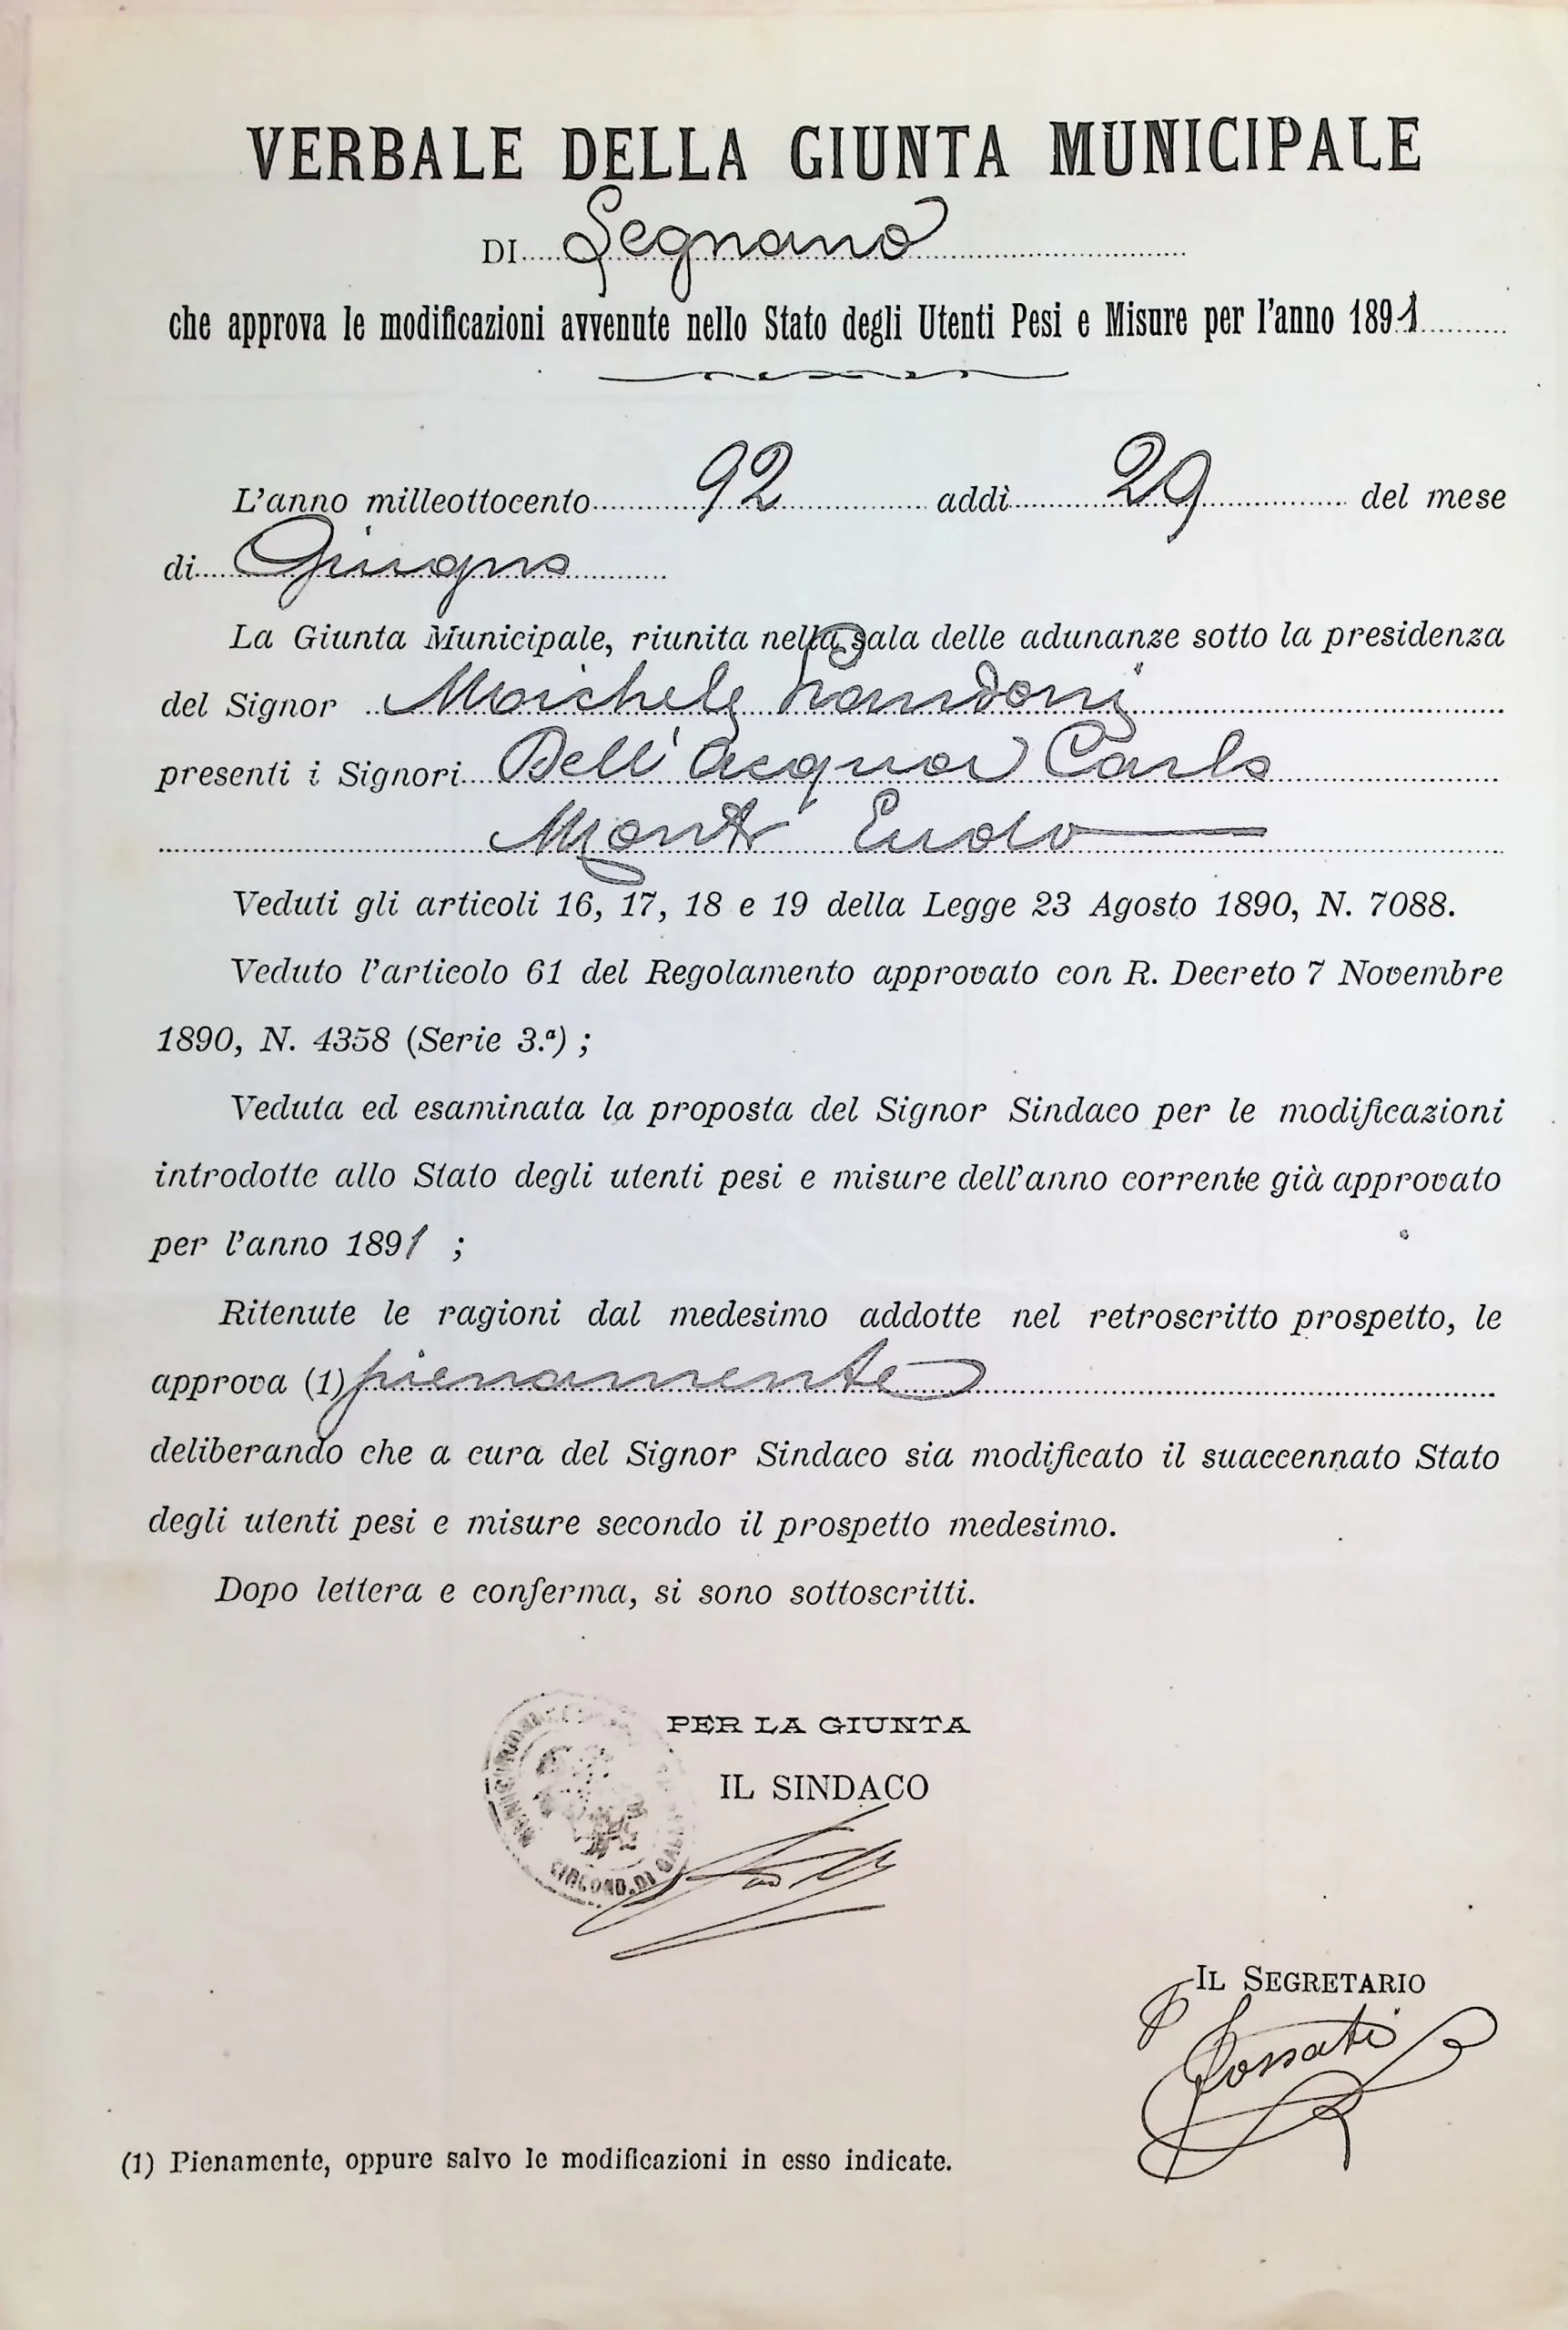 VERBALE DELLA GIUNTA MUNICIPALE
DI Legnano
che approva le modificazioni avvenute nello Stato degli Utenti Pesi e Misure per l'anno 1891
L'anno milleottocento 92 addì 29 del mese
di Giugno
La Giunta Municipale, riunita nella sala delle adunanze sotto la presidenza
del Signor
presenti i Signori Dell'Acqua Carlo
Veduti gli articoli 16, 17, 18 e 19 della Legge 23 Agosto 1890, N. 7088.
Veduto l'articolo 61 del Regolamento approvato con R. Decreto 7 Novembre
1890, N. 4358 (Serie 3.ª) ;
Veduta ed esaminata la proposta del Signor Sindaco per le modificazioni
introdotte allo Stato degli utenti pesi e misure dell'anno corrente già approvato
per l'anno 1891 ;
Ritenute le ragioni dal medesimo addotte nel retroscritto prospetto, le
approva (1) pienamente
deliberando che a cura del Signor Sindaco sia modificato il suaccennato Stato
degli utenti pesi e misure secondo il prospetto medesimo.
Dopo lettera e conferma, si sono sottoscritti.
PER LA GIUNTA
IL SINDACO
CIRCOND. DI
IL SEGRETARIO
Fossati
(1) Pienamente, oppure salvo le modificazioni in esso indicate.